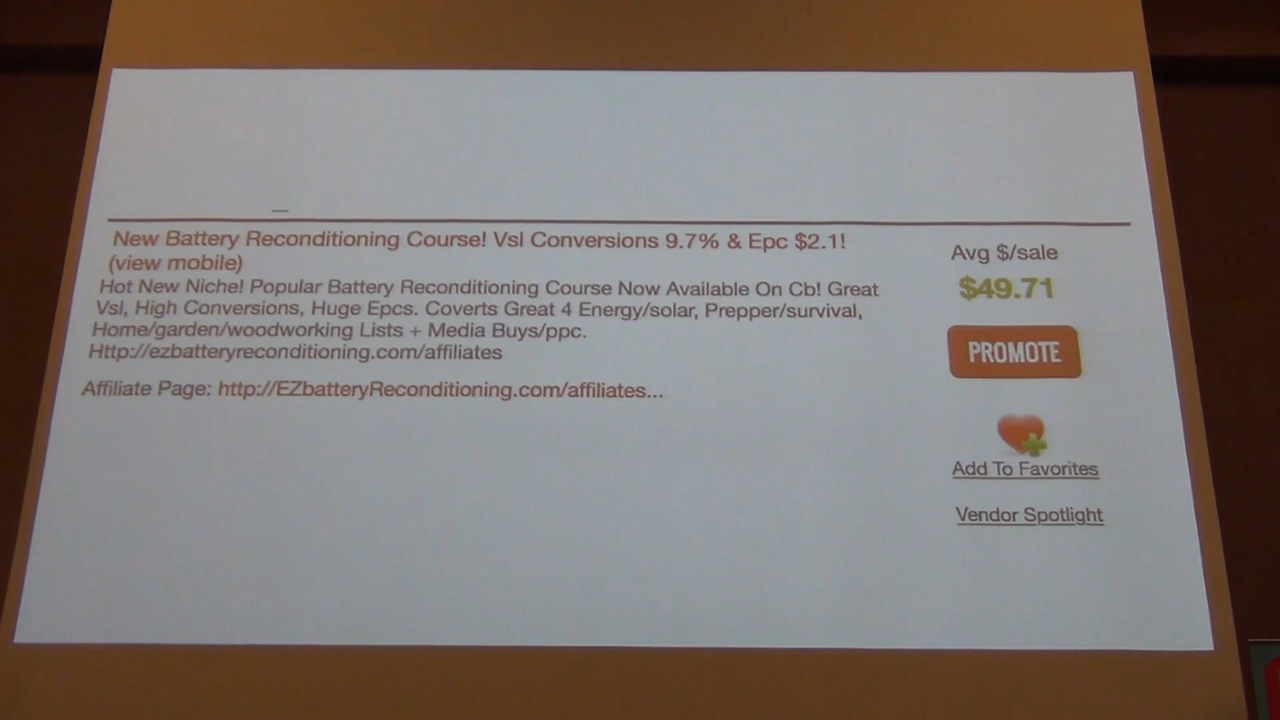 New Battery Reconditioning Course! Vsl Conversions 9.7% & Epc $2.1!
(view mobile)
Hot New Niche! Popular Battery Reconditioning Course Now Available On Cb! Great
Vsl, High Conversions, Huge Epcs. Coverts Great 4 Energy/solar, Prepper/survival,
Home/garden/woodworking Lists + Media Buys/ppc.
Http://ezbatteryreconditioning.com/affiliates
Affiliate Page: http://EZbatteryReconditioning.com/affiliates...
Avg $/sale
$49.71
PROMOTE
Add To Favorites
Vendor Spotlight